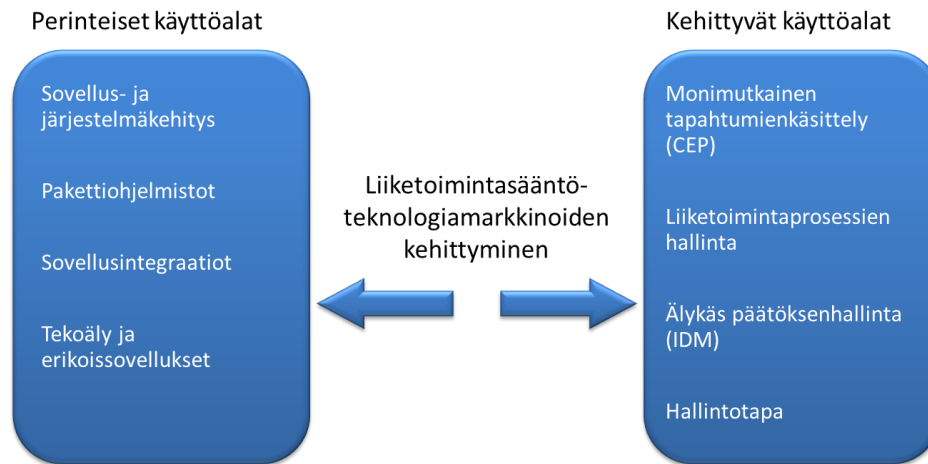 Perinteiset käyttöalat
Sovellus- ja
järjestelmäkehitys
Pakettiohjelmistot
Sovellusintegraatiot
Tekoäly ja
erikoissovellukset
Liiketoimintasääntö-
teknologiamarkkinoiden
kehittyminen
Kehittyvät käyttöalat
Monimutkainen
tapahtumienkäsittely
(CEP)
Liiketoimintaprosessien
hallinta
Älykäs päätöksenhallinta
(IDM)
Hallintotapa